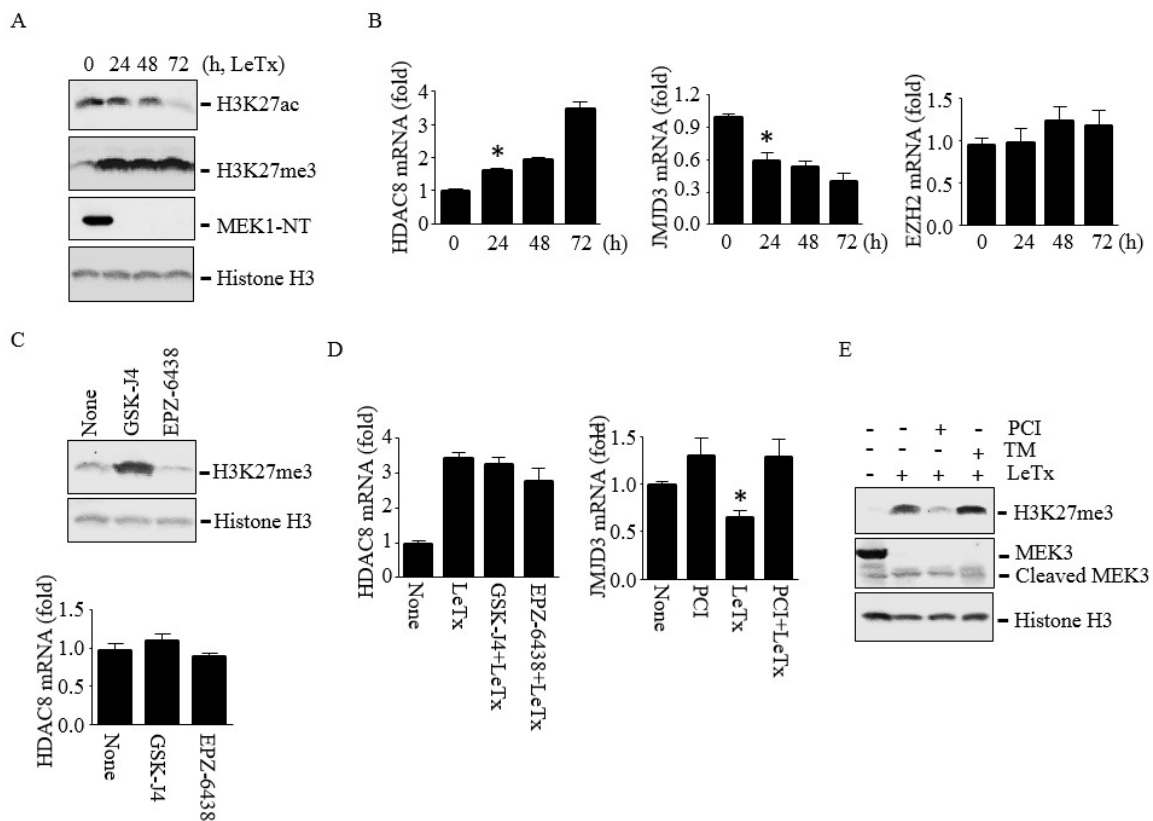 A
0 24 48 72 (h, LeTx)
H3K27ac
H3K27me3
MEK1-NT
Histone H3
B
HDAC8 mRNA (fold)
4
3
2
1
0
*
0 24 48 72 (h)
JMJD3 mRNA (fold)
1.2
0.9
0.6
0.3
0.0
*
0 24 48 72 (h)
EZH2 mRNA (fold)
1.5
1.0
0.5
0.0
0 24 48 72 (h)
C
None
GSK-J4
EPZ-6438
H3K27me3
Histone H3
HDAC8 mRNA (fold)
1.5
1.0
0.5
0.0
None
GSK-J4
EPZ-6438
D
HDAC8 mRNA (fold)
4
3
2
1
0
None
LeTx
GSK-J4+LeTx
EPZ-6438+LeTx
JMJD3 mRNA (fold)
1.5
1.0
0.5
0.0
*
None
PCI
LeTx
PCI+LeTx
E
- - + - PCI
- - - + TM
- + + + LeTx
H3K27me3
MEK3
Cleaved MEK3
Histone H3